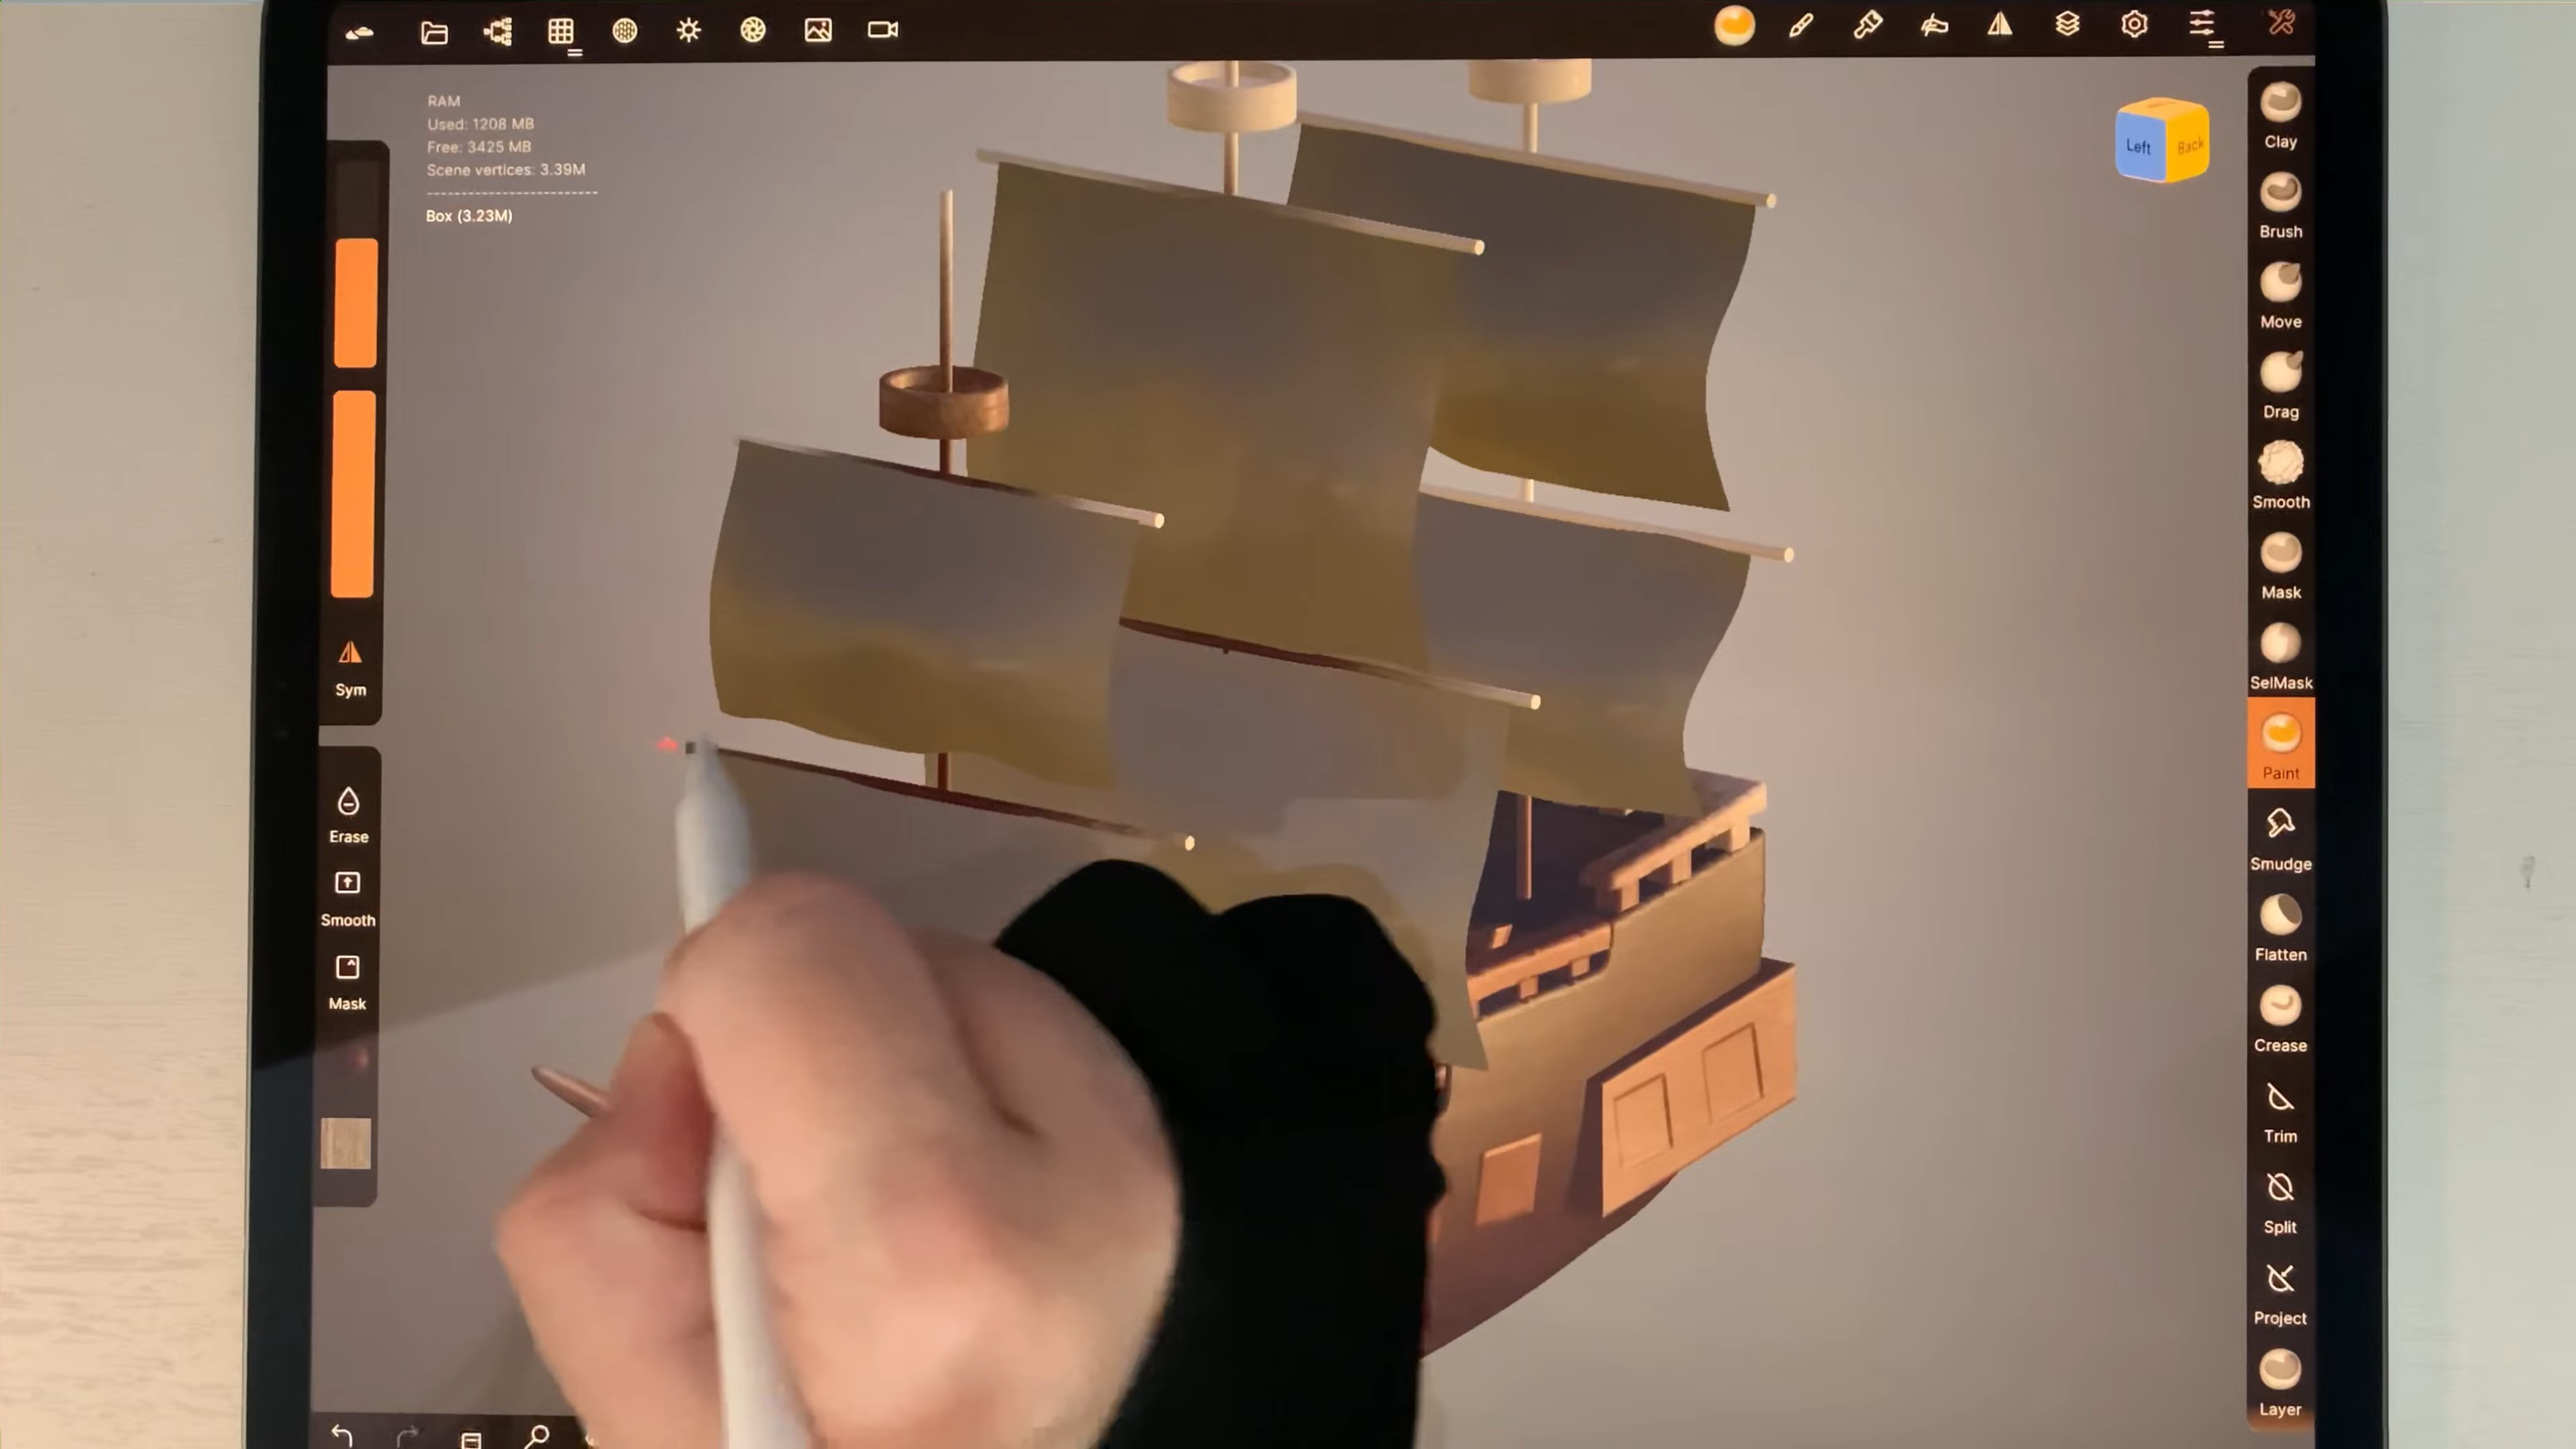 RAM
Used: 1208 MB
Free: 3425 MB
Scene vertices: 3.39M
Box (3.23M)
Left
Back
Sym
Erase
Smooth
Mask
Clay
Brush
Move
Drag
Smooth
Mask
SelMask
Paint
Smudge
Flatten
Crease
Trim
Split
Project
Layer